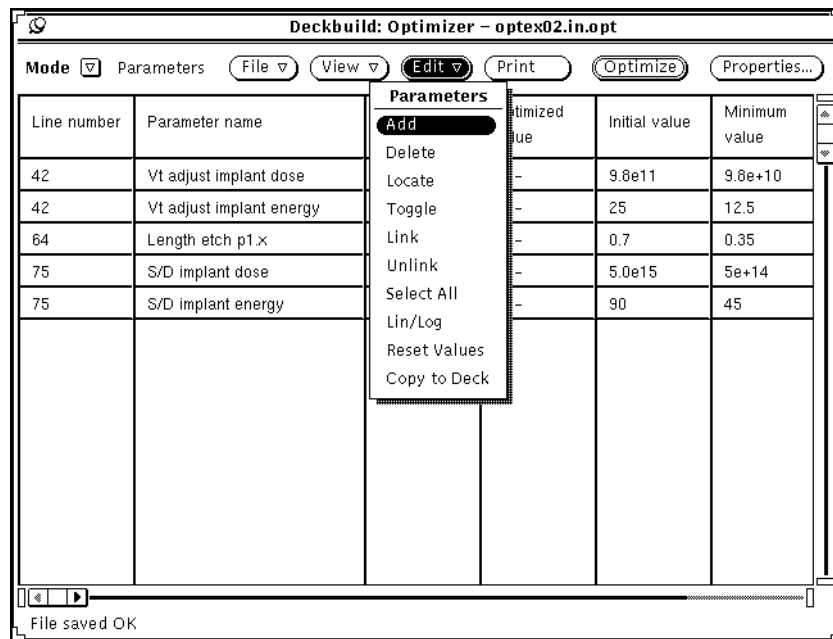 Deckbuild: Optimizer – optex02.in.opt
Mode Parameters File View Edit Print Optimize Properties...
Parameters
Add
Delete
Locate
Toggle
Link
Unlink
Select All
Lin/Log
Reset Values
Copy to Deck
Line number Parameter name Initial value Minimum value
42 Vt adjust implant dose – 9.8e11 9.8e+10
42 Vt adjust implant energy – 25 12.5
64 Length etch p1.x – 0.7 0.35
75 S/D implant dose – 5.0e15 5e+14
75 S/D implant energy – 90 45
File saved OK